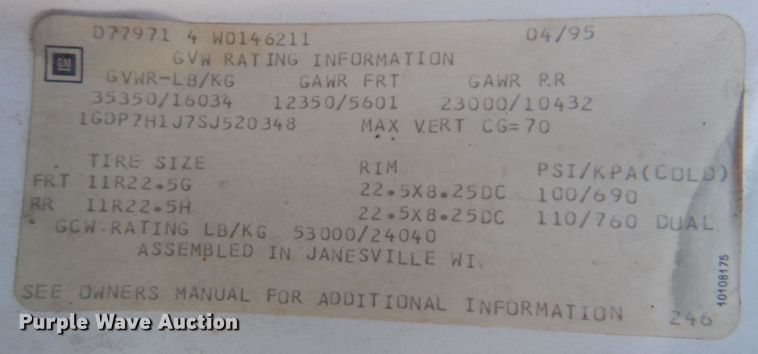 D77971 4 W0146211 04/95
GM
GVW RATING INFORMATION
GVWR-LB/KG GAWR FRT GAWR RR
35350/16034 12350/5601 23000/10432
1GDP7H1J7SJ520348 MAX VERT CG=70
TIRE SIZE RIM PSI/KPA(COLD)
FRT 11R22.5G 22.5X8.25DC 100/690
RR 11R22.5H 22.5X8.25DC 110/760 DUAL
GCW RATING LB/KG 53000/24040
ASSEMBLED IN JANESVILLE WI.
SEE OWNERS MANUAL FOR ADDITIONAL INFORMATION 246
10108175
Purple Wave Auction